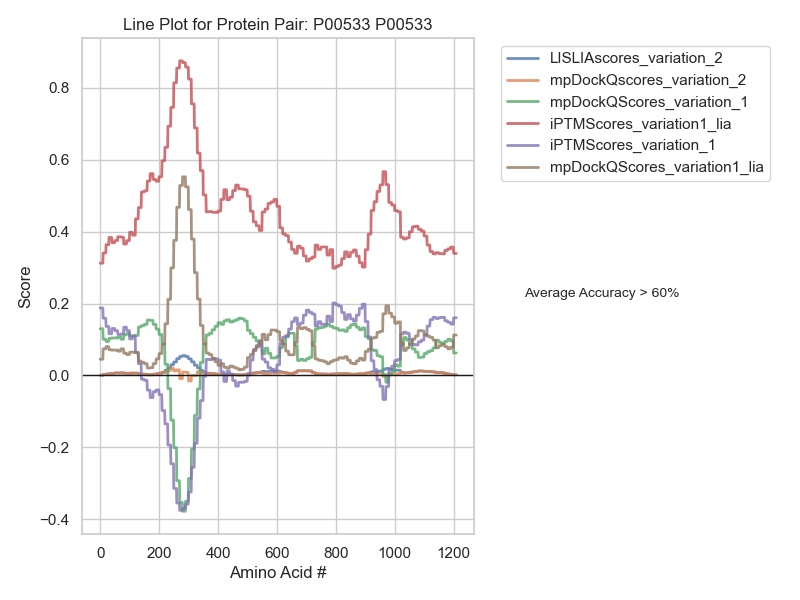 Line Plot for Protein Pair: P00533 P00533
LISLIAscores_variation_2
mpDockQscores_variation_2
mpDockQScores_variation_1
iPTMScores_variation1_lia
iPTMScores_variation_1
mpDockQScores_variation1_lia
Average Accuracy > 60%
Score
0.8
0.6
0.4
0.2
0.0
−0.2
−0.4
0 200 400 600 800 1000 1200
Amino Acid #